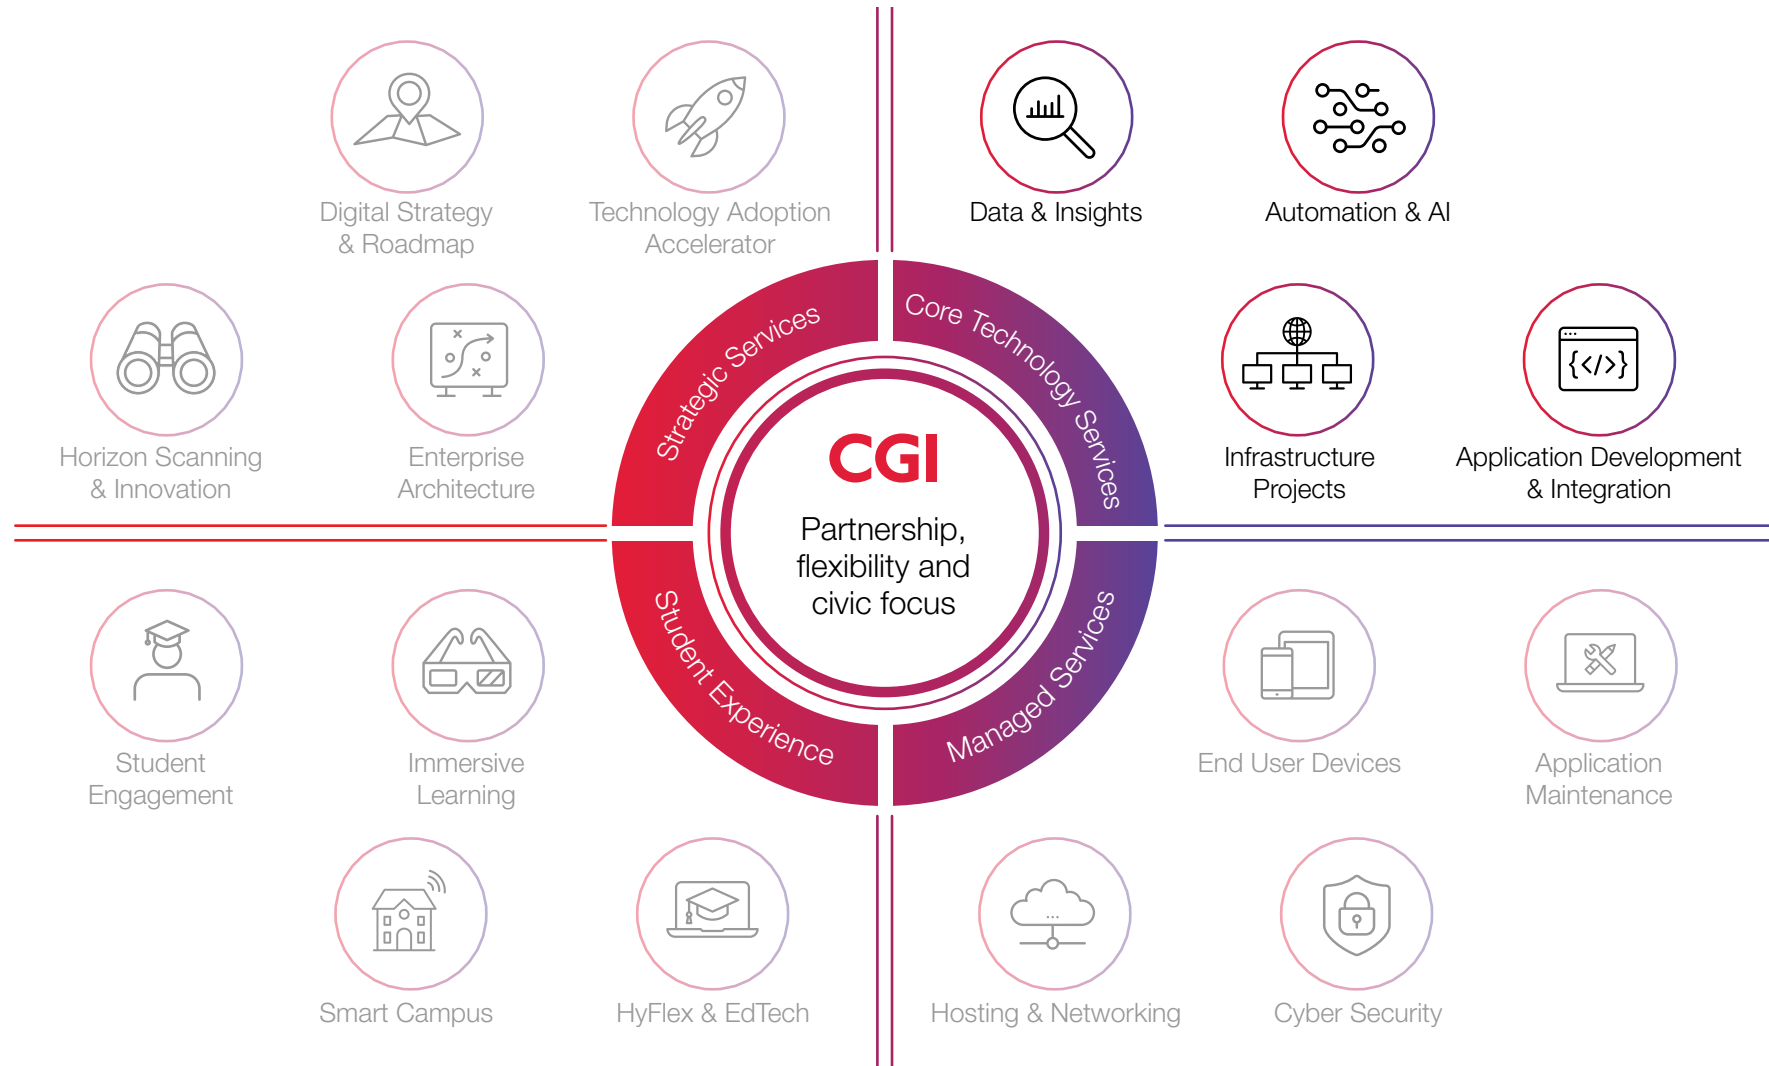 Digital Strategy
& Roadmap
Technology Adoption
Accelerator
Horizon Scanning
& Innovation
Enterprise
Architecture
Strategic Services
Data & Insights
Automation & AI
Infrastructure
Projects
Application Development
& Integration
Core Technology Services
CGI
Partnership,
flexibility and
civic focus
Student Experience
Student
Engagement
Immersive
Learning
Smart Campus
HyFlex & EdTech
Managed Services
End User Devices
Application
Maintenance
Hosting & Networking
Cyber Security
{</>}